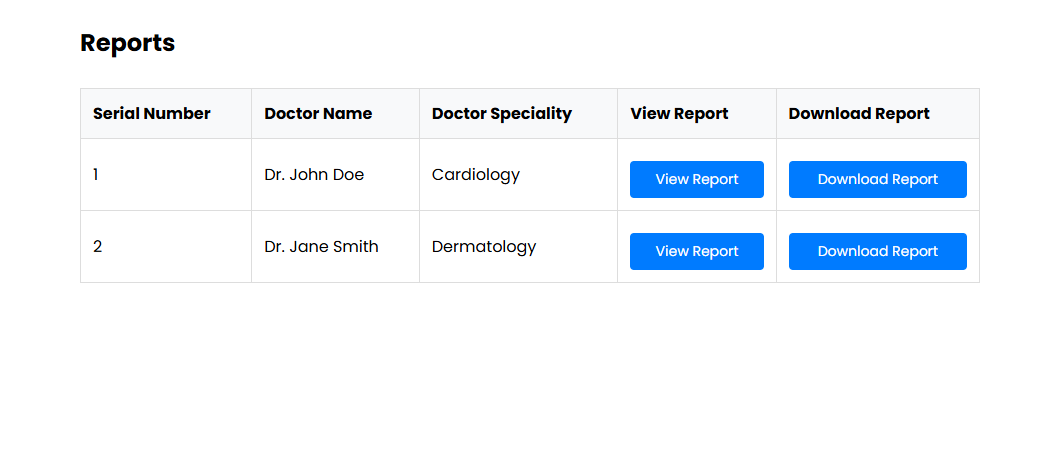 Reports
Serial Number Doctor Name Doctor Speciality View Report Download Report
1 Dr. John Doe Cardiology View Report Download Report
2 Dr. Jane Smith Dermatology View Report Download Report